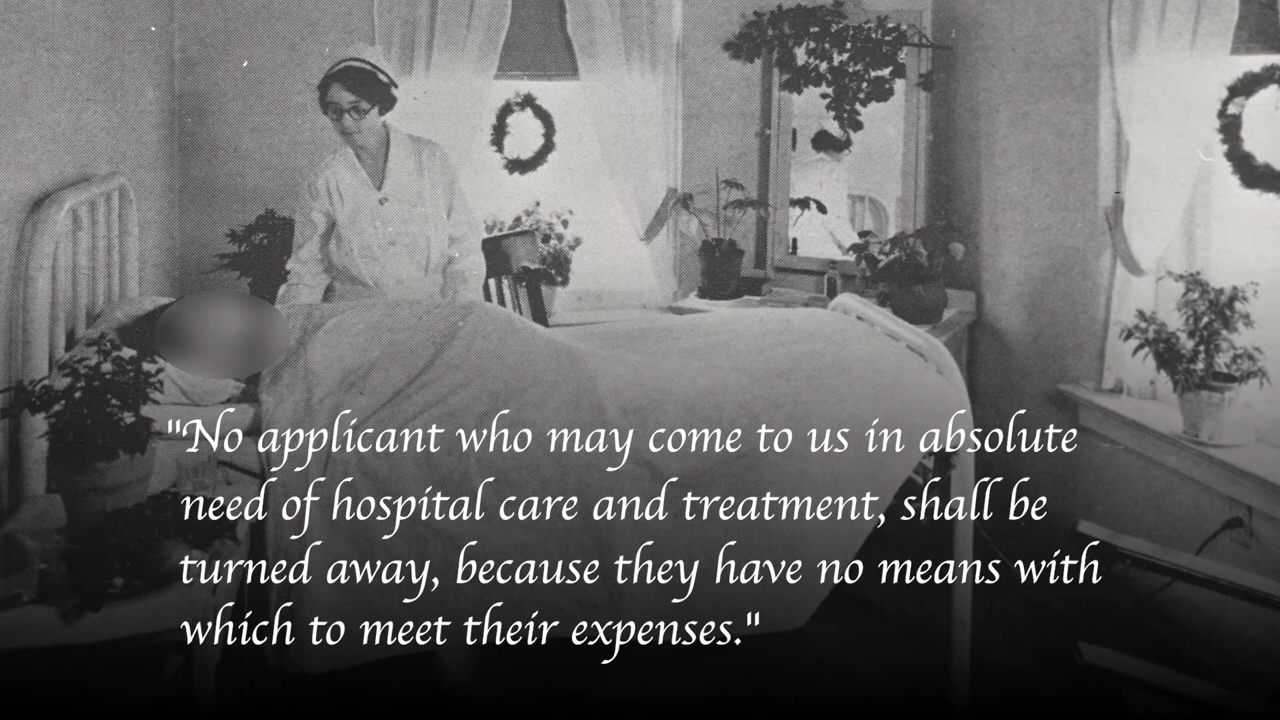 "No applicant who may come to us in absolute
need of hospital care and treatment, shall be
turned away, because they have no means with
which to meet their expenses."